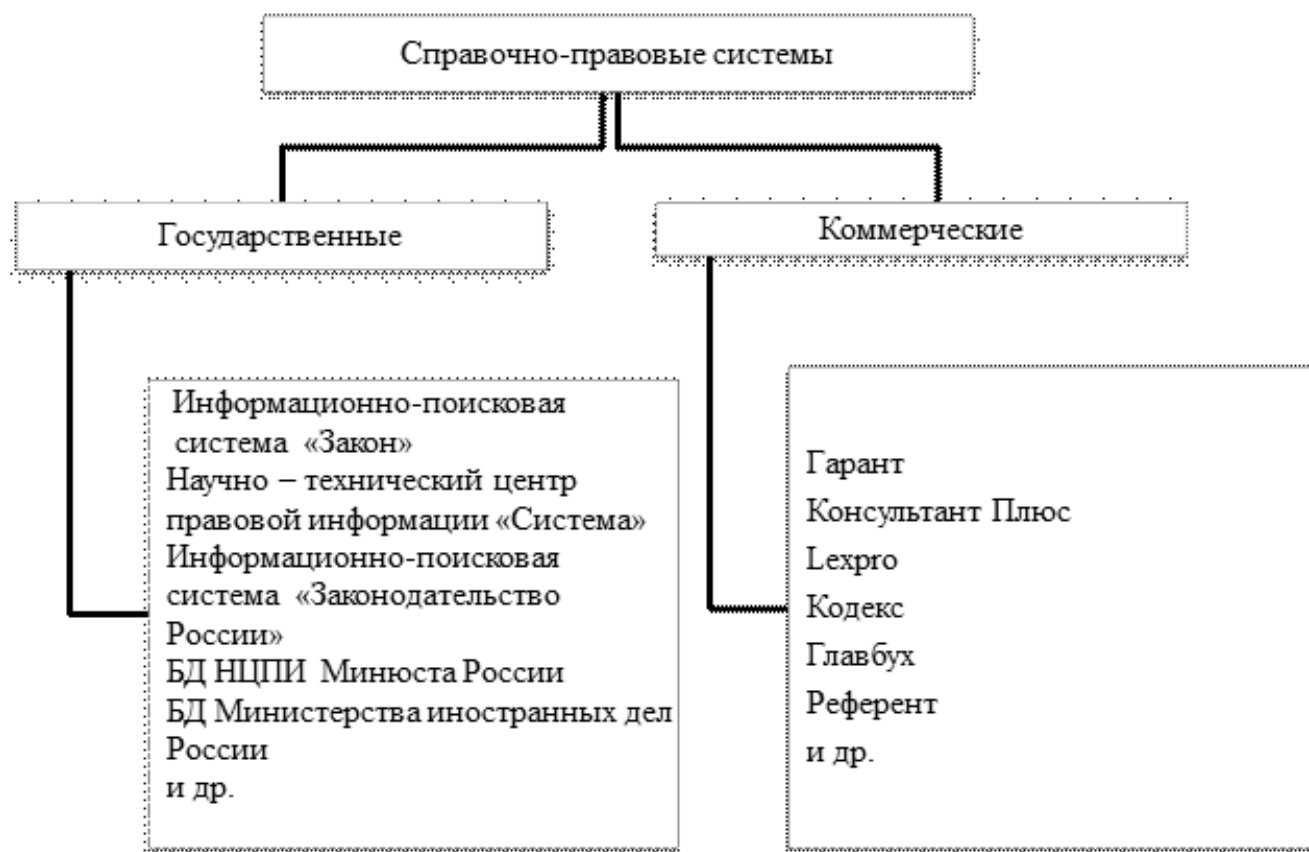 Справочно-правовые системы
Государственные
Коммерческие
Информационно-поисковая
система «Закон»
Научно – технический центр
правовой информации «Система»
Информационно-поисковая
система «Законодательство
России»
БД НЦПИ Минюста России
БД Министерства иностранных дел
России
и др.
Гарант
Консультант Плюс
Lexpro
Кодекс
Главбух
Референт
и др.